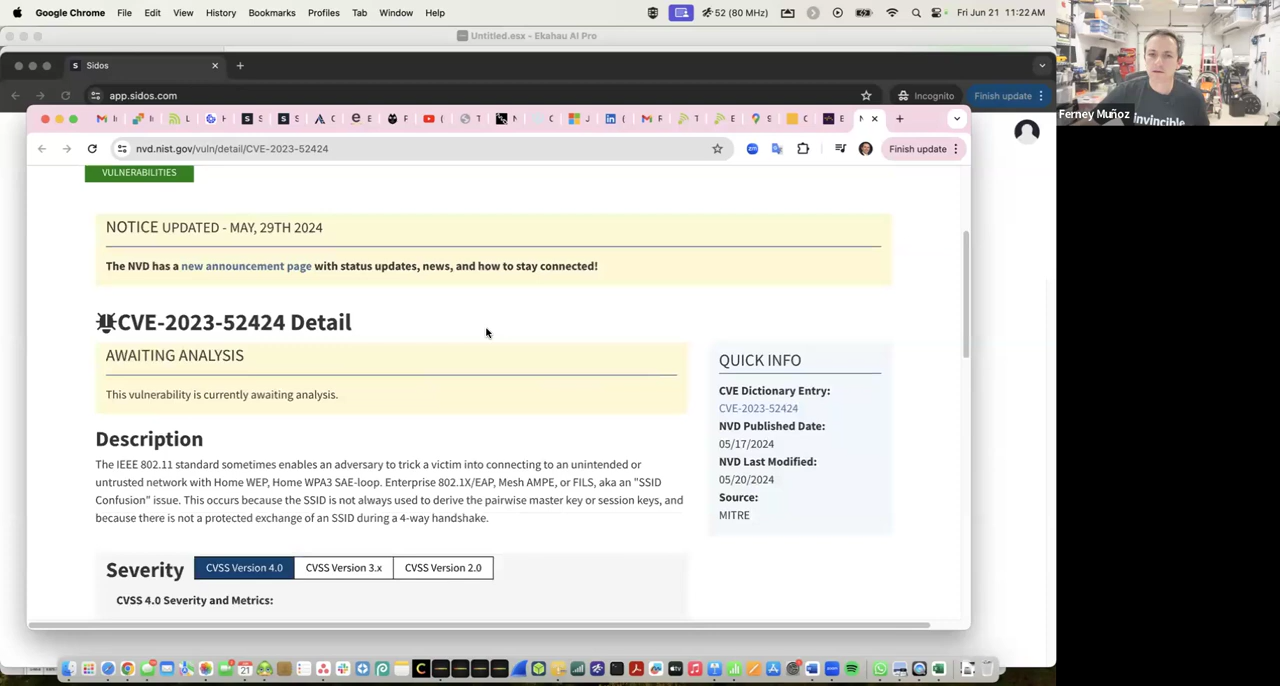 Google Chrome File Edit View History Bookmarks Profiles Tab Window Help 52 (80 MHz) Fri Jun 21 11:22 AM
Untitled.esx - Ekahau AI Pro
Sidos
app.sidos.com Incognito Finish update
nvd.nist.gov/vuln/detail/CVE-2023-52424 Finish update
Ferney Muñoz
invincible
VULNERABILITIES
NOTICE UPDATED - MAY, 29TH 2024
The NVD has a new announcement page with status updates, news, and how to stay connected!
CVE-2023-52424 Detail
AWAITING ANALYSIS
This vulnerability is currently awaiting analysis.
Description
The IEEE 802.11 standard sometimes enables an adversary to trick a victim into connecting to an unintended or
untrusted network with Home WEP, Home WPA3 SAE-loop. Enterprise 802.1X/EAP, Mesh AMPE, or FILS, aka an "SSID
Confusion" issue. This occurs because the SSID is not always used to derive the pairwise master key or session keys, and
because there is not a protected exchange of an SSID during a 4-way handshake.
Severity CVSS Version 4.0 CVSS Version 3.x CVSS Version 2.0
CVSS 4.0 Severity and Metrics:
QUICK INFO
CVE Dictionary Entry:
CVE-2023-52424
NVD Published Date:
05/17/2024
NVD Last Modified:
05/20/2024
Source:
MITRE